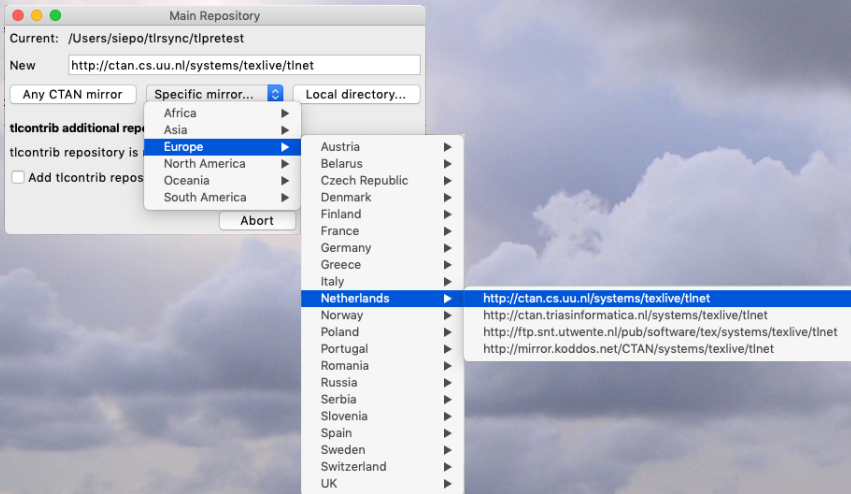 Main Repository
Current: /Users/siepo/tlrsync/tlpretest
New http://ctan.cs.uu.nl/systems/texlive/tlnet
Any CTAN mirror Specific mirror... Local directory...
tlcontrib additional
tlcontrib repository is
Add tlcontrib
Abort
Africa
Asia
Europe
North America
Oceania
South America
Austria
Belarus
Czech Republic
Denmark
Finland
France
Germany
Greece
Italy
Netherlands
Norway
Poland
Portugal
Romania
Russia
Serbia
Slovenia
Spain
Sweden
Switzerland
UK
http://ctan.cs.uu.nl/systems/texlive/tlnet
http://ctan.triasinformatica.nl/systems/texlive/tlnet
http://ftp.snt.utwente.nl/pub/software/tex/systems/texlive/tlnet
http://mirror.koddos.net/CTAN/systems/texlive/tlnet